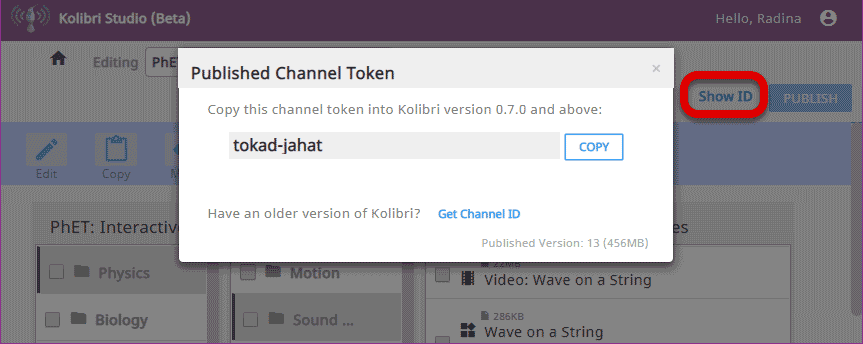 Kolibri Studio (Beta)
Hello, Radina
Editing
PhET
Published Channel Token
×
Show ID
PUBLISH
Copy this channel token into Kolibri version 0.7.0 and above:
tokad-jahat
COPY
Edit
Copy
M
Have an older version of Kolibri?
Get Channel ID
Published Version: 13 (456MB)
PhET: Interactive
es
Physics
Motion
22MB
Video: Wave on a String
Biology
Sound ...
286KB
Wave on a String